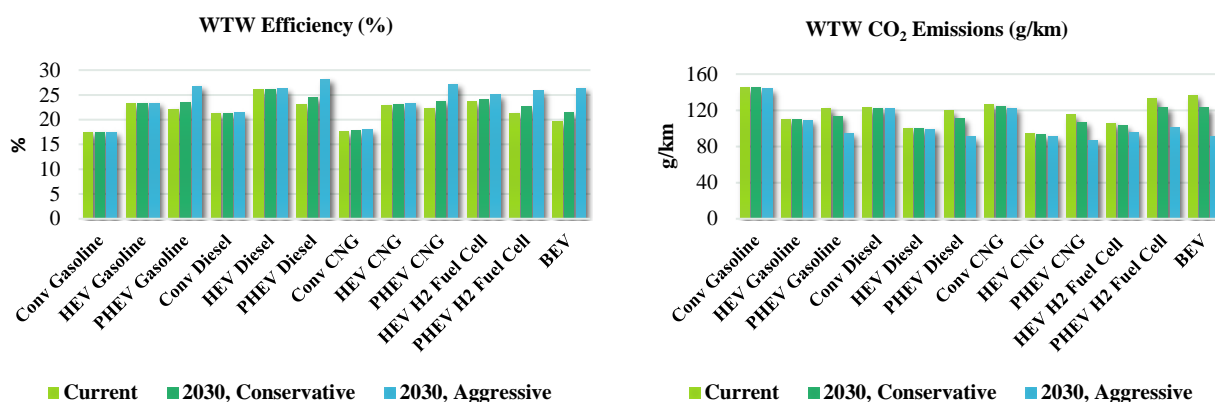 WTW Efficiency (%)
30
25
20
15
10
5
0
%
Conv Gasoline
HEV Gasoline
PHEV Gasoline
Conv Diesel
HEV Diesel
PHEV Diesel
Conv CNG
HEV CNG
PHEV CNG
HEV H2 Fuel Cell
PHEV H2 Fuel Cell
BEV
Current 2030, Conservative 2030, Aggressive
WTW CO₂ Emissions (g/km)
160
120
80
40
0
g/km
Conv Gasoline
HEV Gasoline
PHEV Gasoline
Conv Diesel
HEV Diesel
PHEV Diesel
Conv CNG
HEV CNG
PHEV CNG
HEV H2 Fuel Cell
PHEV H2 Fuel Cell
BEV
Current 2030, Conservative 2030, Aggressive